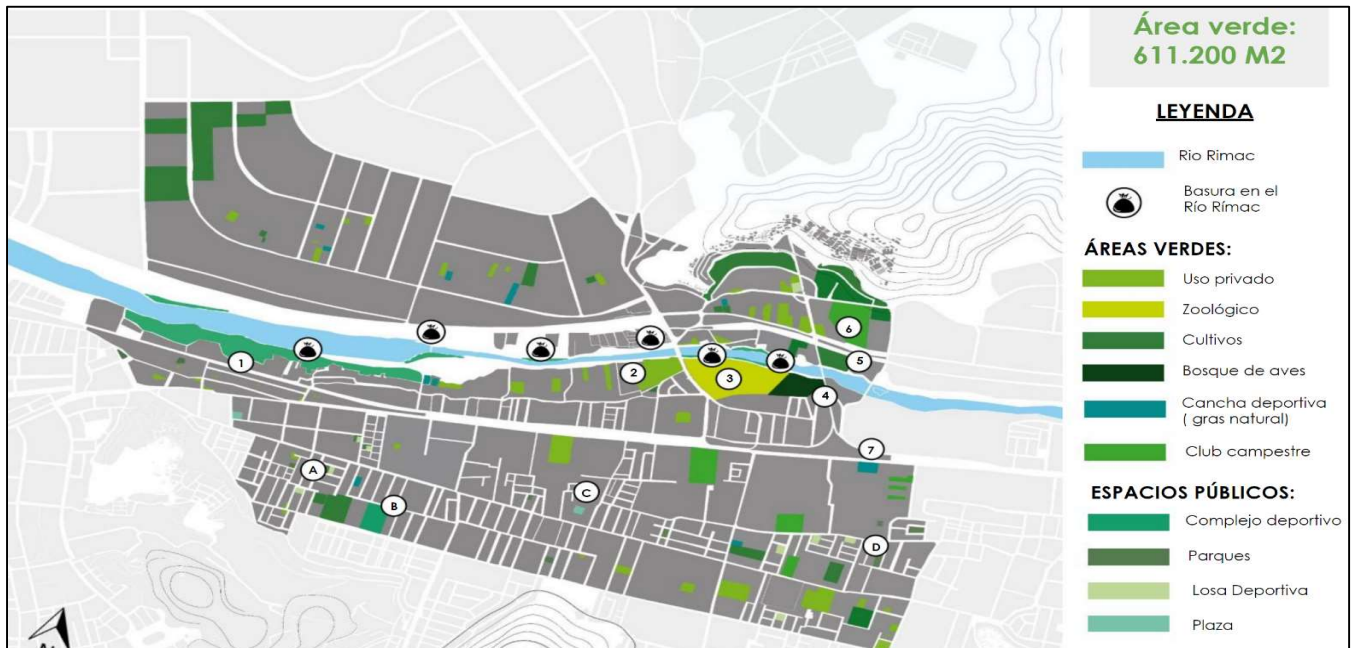 Área verde:
611.200 M2
LEYENDA
Rio Rimac
Basura en el
Río Rímac
ÁREAS VERDES:
Uso privado
Zoológico
Cultivos
Bosque de aves
Cancha deportiva
( gras natural)
Club campestre
ESPACIOS PÚBLICOS:
Complejo deportivo
Parques
Losa Deportiva
Plaza
6
1
2
3
5
4
7
A
B
C
D